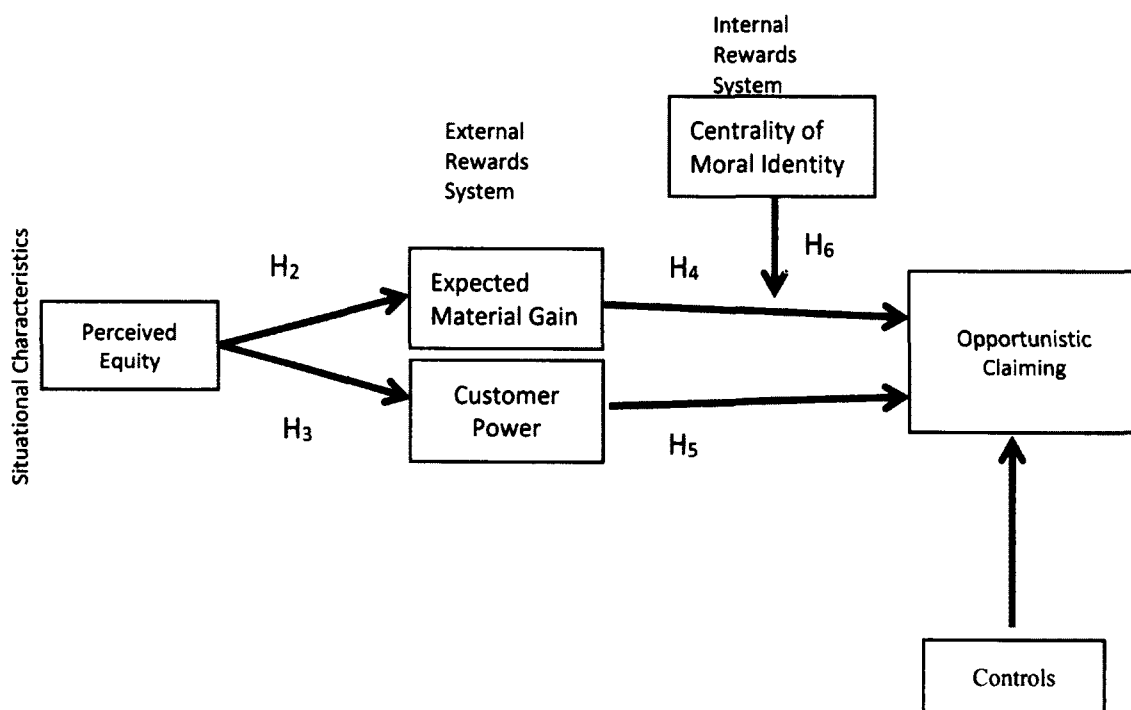 Internal
Rewards
System
Centrality of
Moral Identity
External
Rewards
System
H6
H2
H4
Situational Characteristics
Expected
Material Gain
Perceived
Equity
Opportunistic
Claiming
Customer
Power
H3
H5
Controls